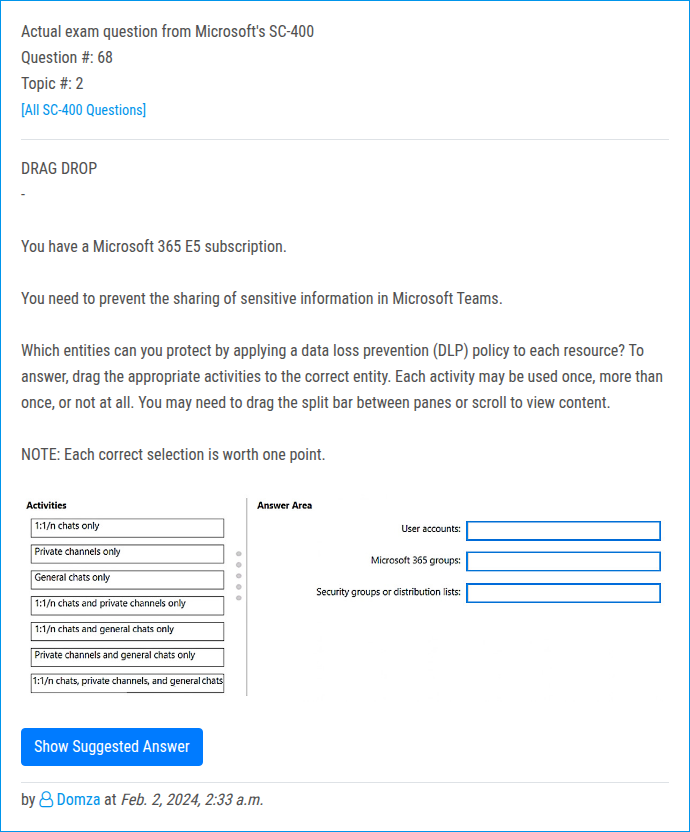 Actual exam question from Microsoft's SC-400
Question #: 68
Topic #: 2
[All SC-400 Questions]
DRAG DROP
-
You have a Microsoft 365 E5 subscription.
You need to prevent the sharing of sensitive information in Microsoft Teams.
Which entities can you protect by applying a data loss prevention (DLP) policy to each resource? To
answer, drag the appropriate activities to the correct entity. Each activity may be used once, more than
once, or not at all. You may need to drag the split bar between panes or scroll to view content.
NOTE: Each correct selection is worth one point.
Activities
1:1/n chats only
Private channels only
General chats only
1:1/n chats and private channels only
1:1/n chats and general chats only
Private channels and general chats only
1:1/n chats, private channels, and general chats
Answer Area
User accounts:
Microsoft 365 groups:
Security groups or distribution lists:
Show Suggested Answer
by Domza at Feb. 2, 2024, 2:33 a.m.